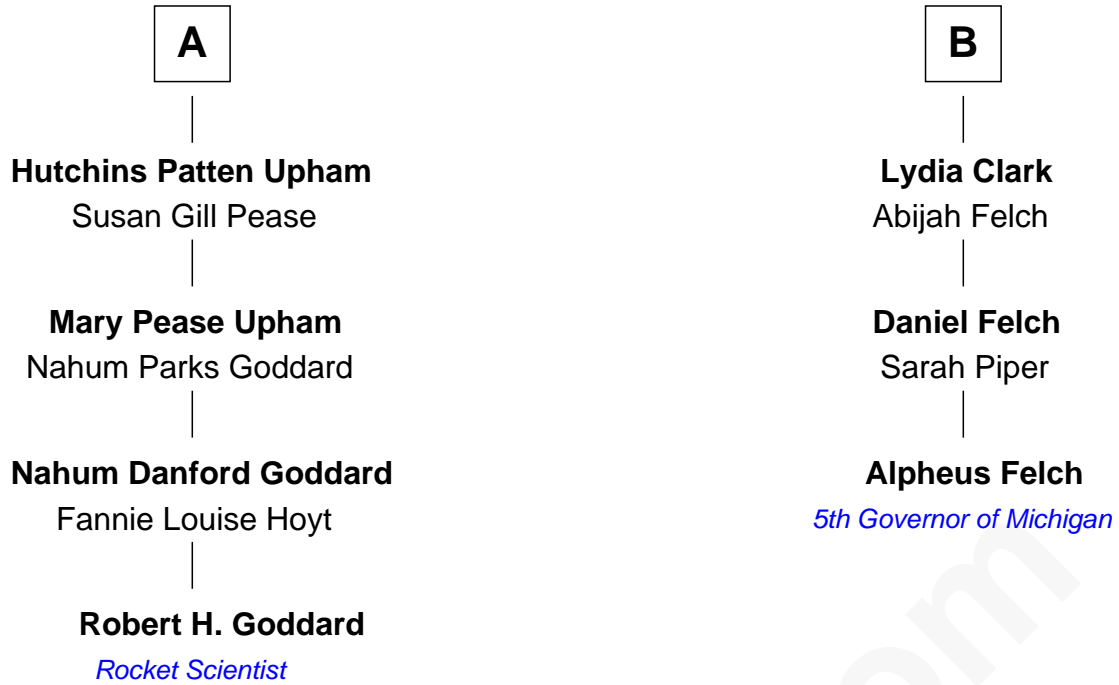 A
Hutchins Patten Upham
Susan Gill Pease
Mary Pease Upham
Nahum Parks Goddard
Nahum Danford Goddard
Fannie Louise Hoyt
Robert H. Goddard
Rocket Scientist
B
Lydia Clark
Abijah Felch
Daniel Felch
Sarah Piper
Alpheus Felch
5th Governor of Michigan
om